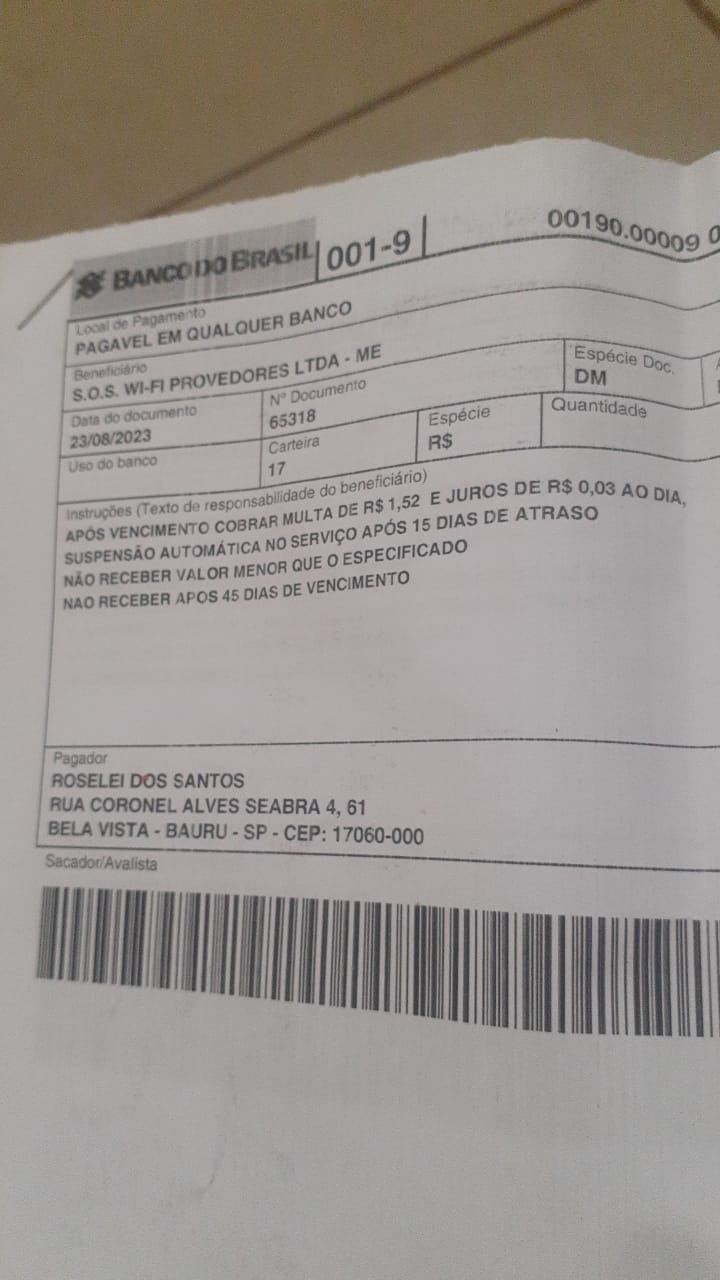 BANCO DO BRASIL 001-9 00190.00009 0
Local de Pagamento
PAGAVEL EM QUALQUER BANCO
Beneficiário
S.O.S. WI-FI PROVEDORES LTDA - ME
Data do documento Nº Documento Espécie Doc.
23/08/2023 65318 DM
Uso do banco Carteira Espécie Quantidade
17 R$
Instruções (Texto de responsabilidade do beneficiário)
APÓS VENCIMENTO COBRAR MULTA DE R$ 1,52 E JUROS DE R$ 0,03 AO DIA,
SUSPENSÃO AUTOMÁTICA NO SERVIÇO APÓS 15 DIAS DE ATRASO
NÃO RECEBER VALOR MENOR QUE O ESPECIFICADO
NAO RECEBER APOS 45 DIAS DE VENCIMENTO
Pagador
ROSELEI DOS SANTOS
RUA CORONEL ALVES SEABRA 4, 61
BELA VISTA - BAURU - SP - CEP: 17060-000
Sacador/Avalista